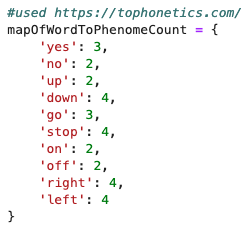 #used https://tophonetics.com/
mapOfWordToPhenomeCount = {
'yes': 3,
'no': 2,
'up': 2,
'down': 4,
'go': 3,
'stop': 4,
'on': 2,
'off': 2,
'right': 4,
'left': 4
}